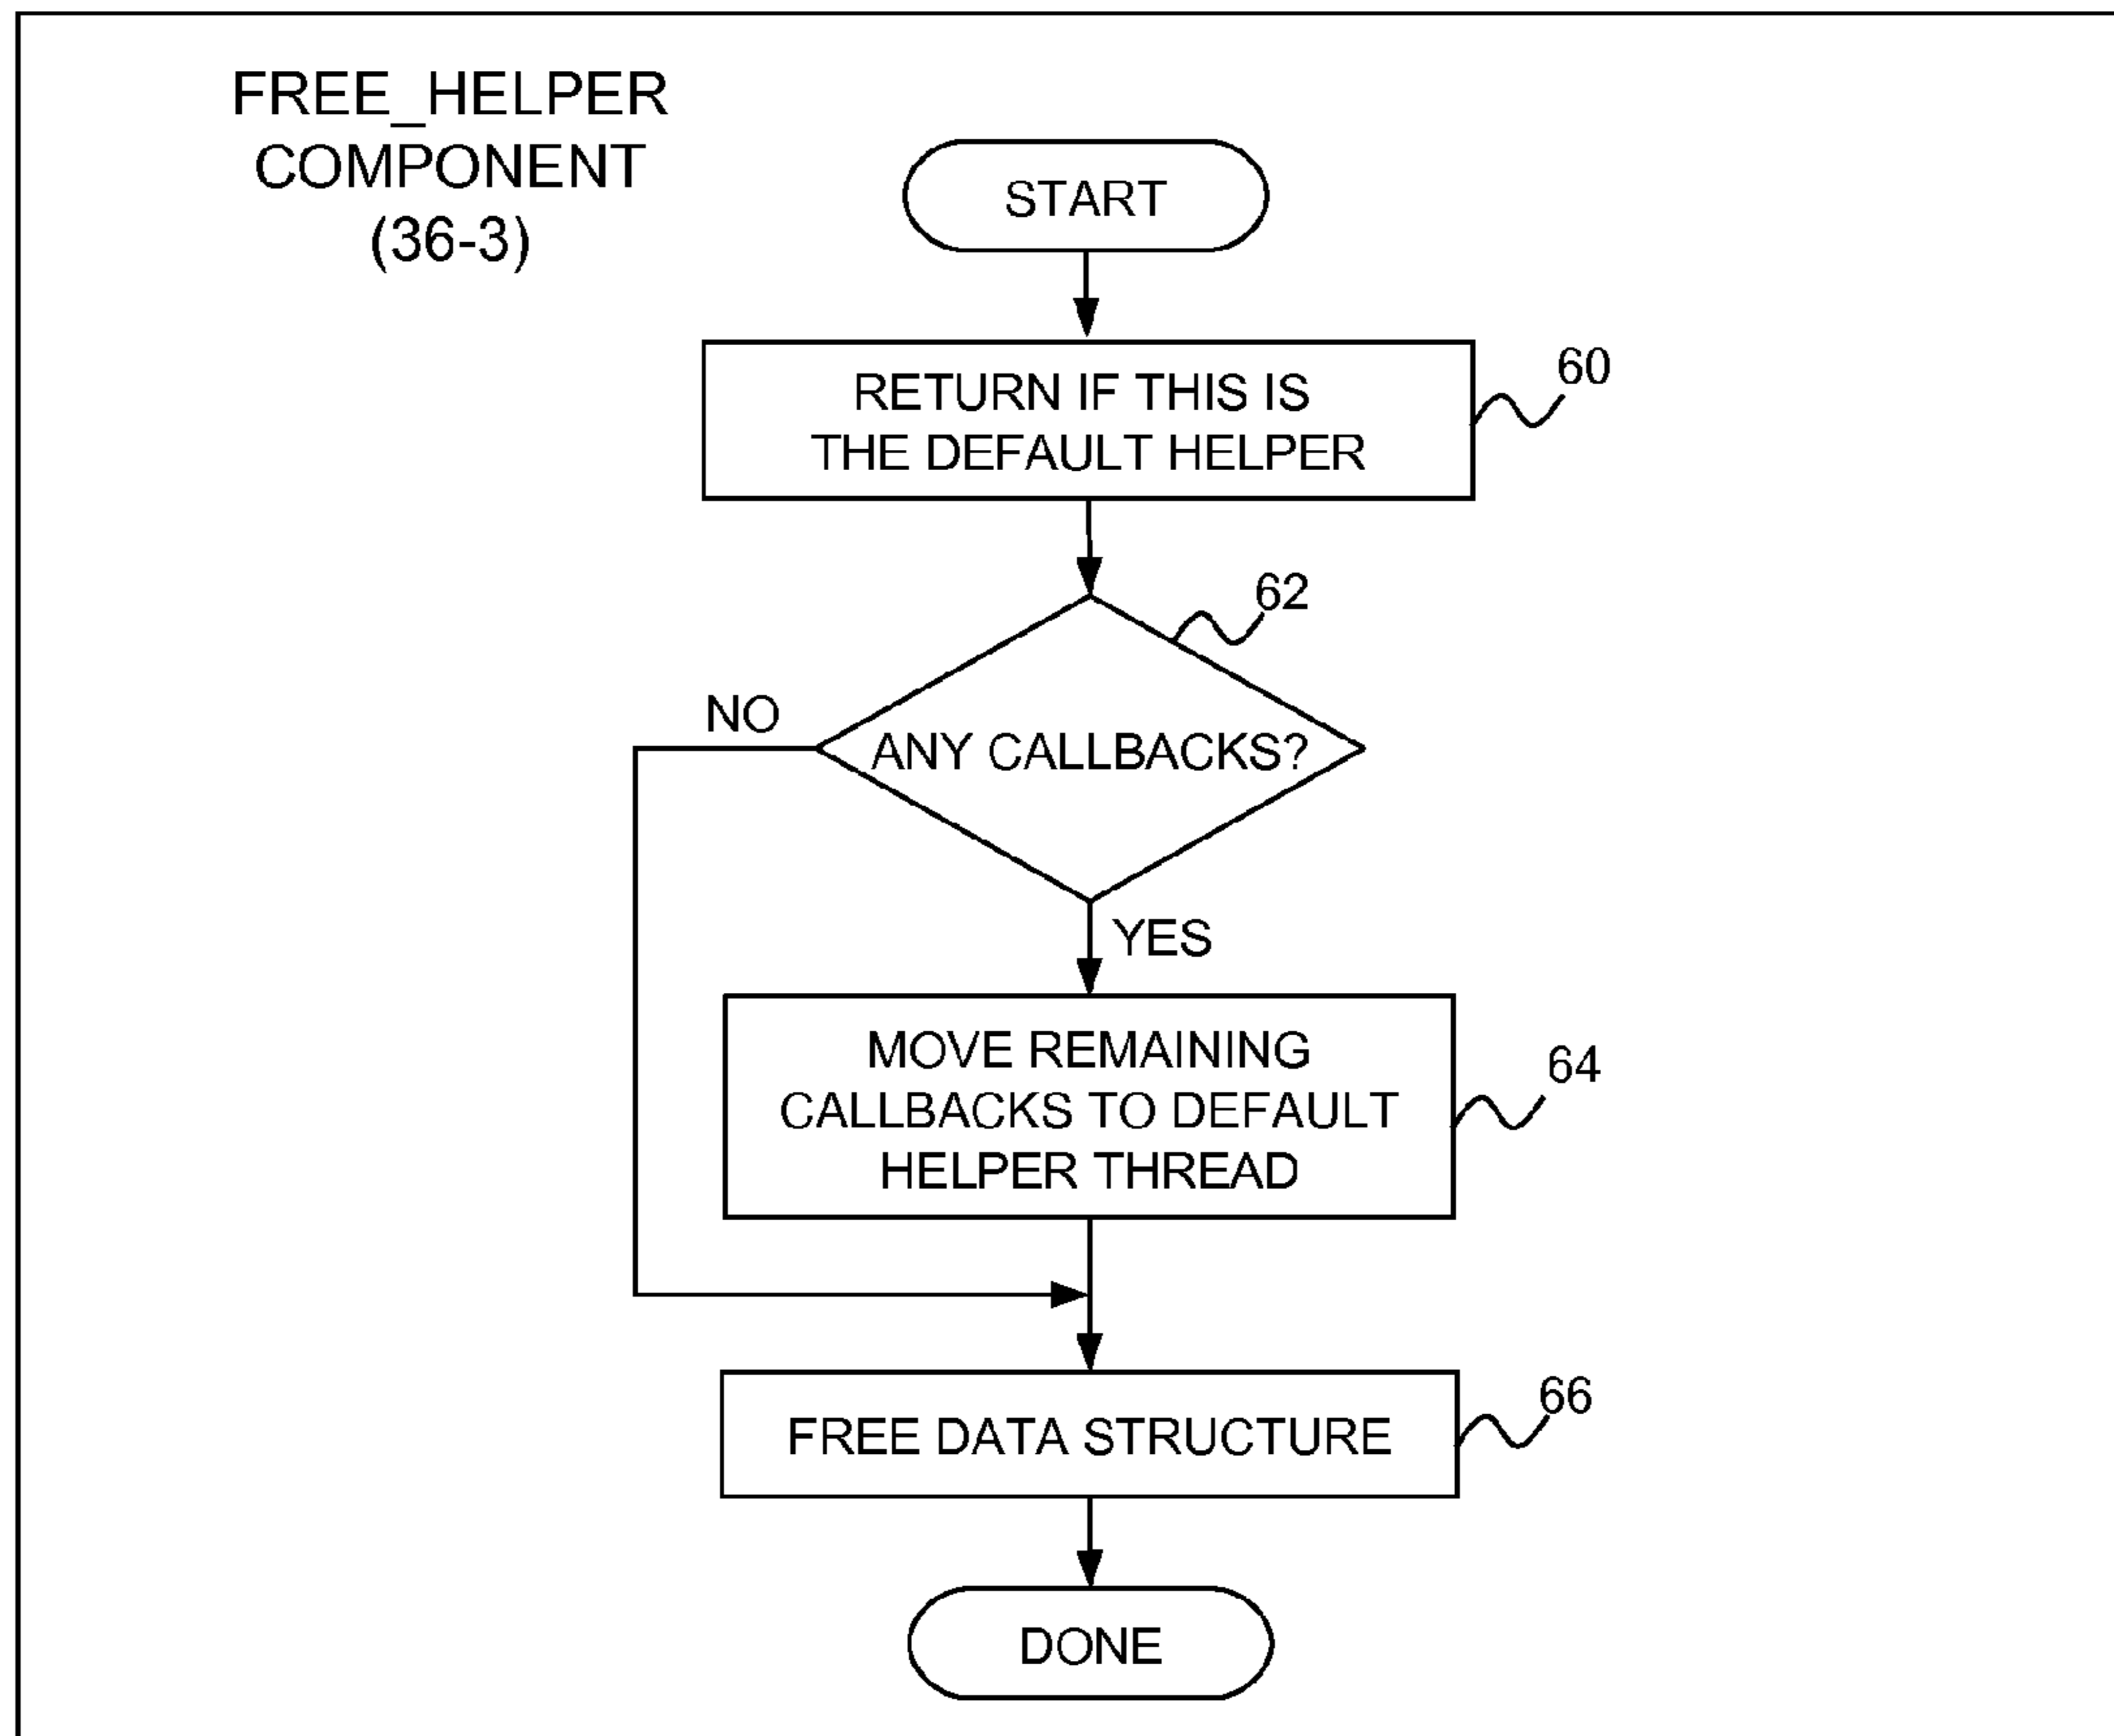 FREE_HELPER
COMPONENT
(36-3)
START
RETURN IF THIS IS
THE DEFAULT HELPER
60
62
NO
ANY CALLBACKS?
YES
MOVE REMAINING
CALLBACKS TO DEFAULT
HELPER THREAD
64
FREE DATA STRUCTURE
66
DONE